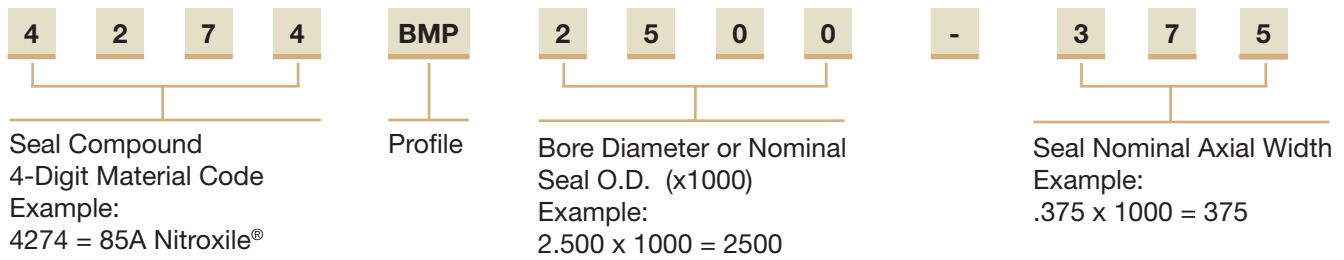 4 2 7 4 BMP 2 5 0 0 - 3 7 5
Seal Compound
4-Digit Material Code
Example:
4274 = 85A Nitroxile®
Profile
Bore Diameter or Nominal
Seal O.D. (x1000)
Example:
2.500 x 1000 = 2500
Seal Nominal Axial Width
Example:
.375 x 1000 = 375